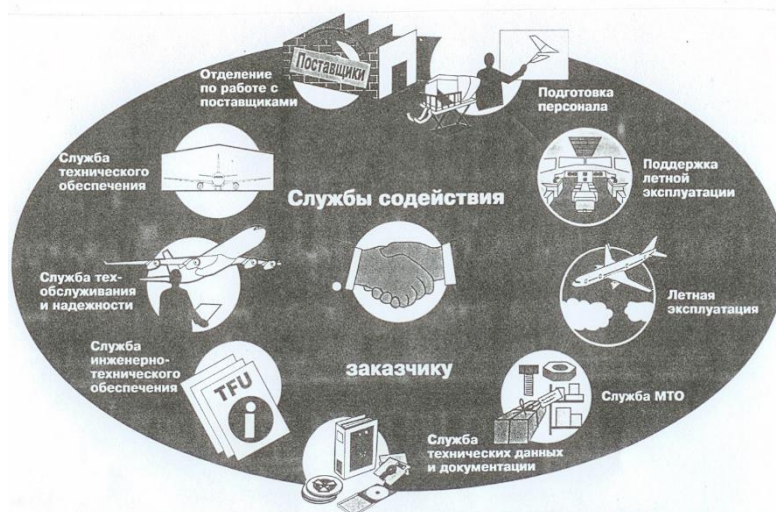 Поставщики
Отделение
по работе с
поставщиками
Подготовка
персонала
Служба
технического
обеспечения
Поддержка
летной
эксплуатации
Службы содействия
Служба тех-
обслуживания
и надежности
Летная
эксплуатация
Служба
инженерно-
технического
обеспечения
TFU
i
заказчику
Служба МТО
Служба
технических данных
и документации